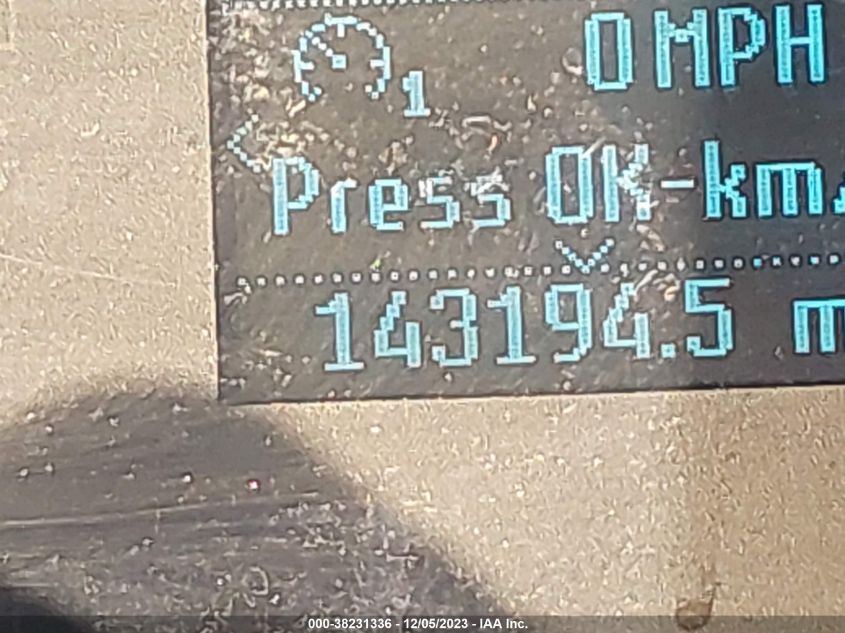 0 MPH
1
Press OK-km/
143194.5 m
000-38231336 - 12/05/2023 - IAA Inc.